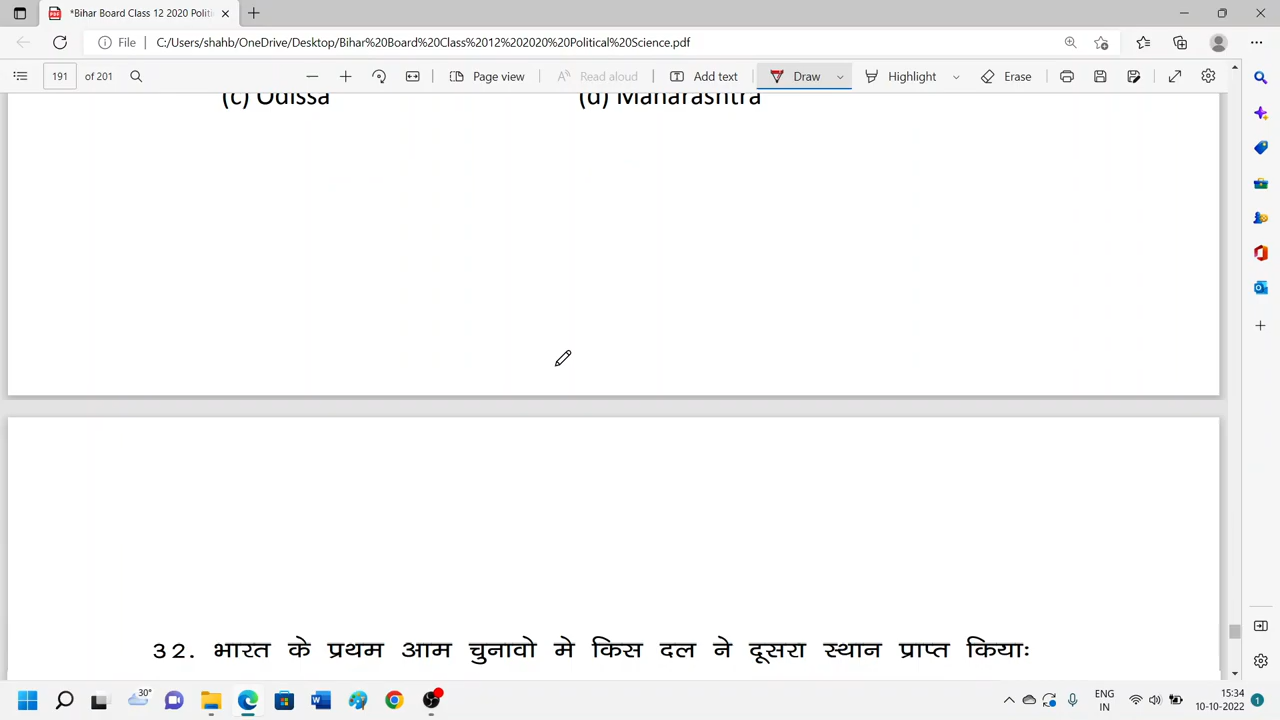 *Bihar Board Class 12 2020 Politi
File C:/Users/shahb/OneDrive/Desktop/Bihar%20Board%20Class%2012%202020%20Political%20Science.pdf
191 of 201 Page view Read aloud Add text Draw Highlight Erase
(c) Odissa (d) Maharashtra
32. भारत के प्रथम आम चुनावो मे किस दल ने दूसरा स्थान प्राप्त कियाः
30°
ENG
IN
15:34
10-10-2022
1